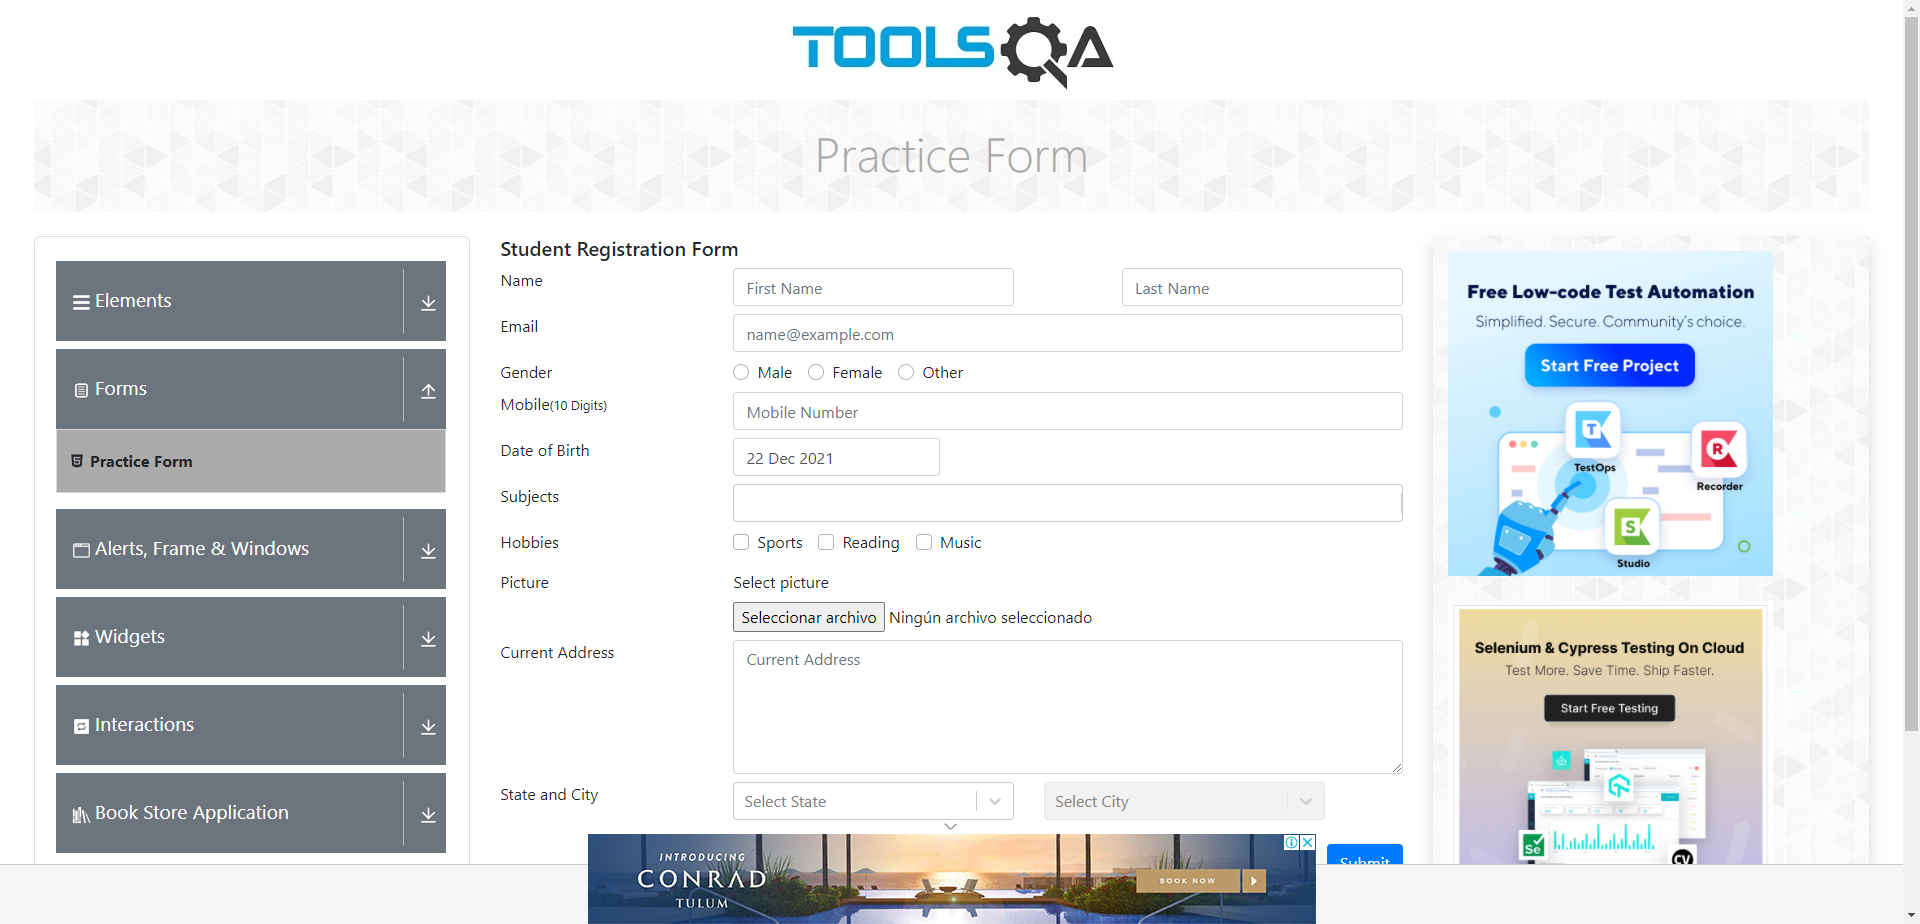 TOOLSQA
Practice Form
Elements
Forms
Practice Form
Alerts, Frame & Windows
Widgets
Interactions
Book Store Application
Student Registration Form
Name
First Name
Last Name
Email
name@example.com
Gender
Male
Female
Other
Mobile(10 Digits)
Mobile Number
Date of Birth
22 Dec 2021
Subjects
Hobbies
Sports
Reading
Music
Picture
Select picture
Seleccionar archivo
Ningún archivo seleccionado
Current Address
Current Address
State and City
Select State
Select City
Submit
INTRODUCING
CONRAD
TULUM
BOOK NOW
Free Low-code Test Automation
Simplified. Secure. Community's choice.
Start Free Project
T
TestOps
R
Recorder
S
Studio
Selenium & Cypress Testing On Cloud
Test More. Save Time. Ship Faster.
Start Free Testing
Se
CV